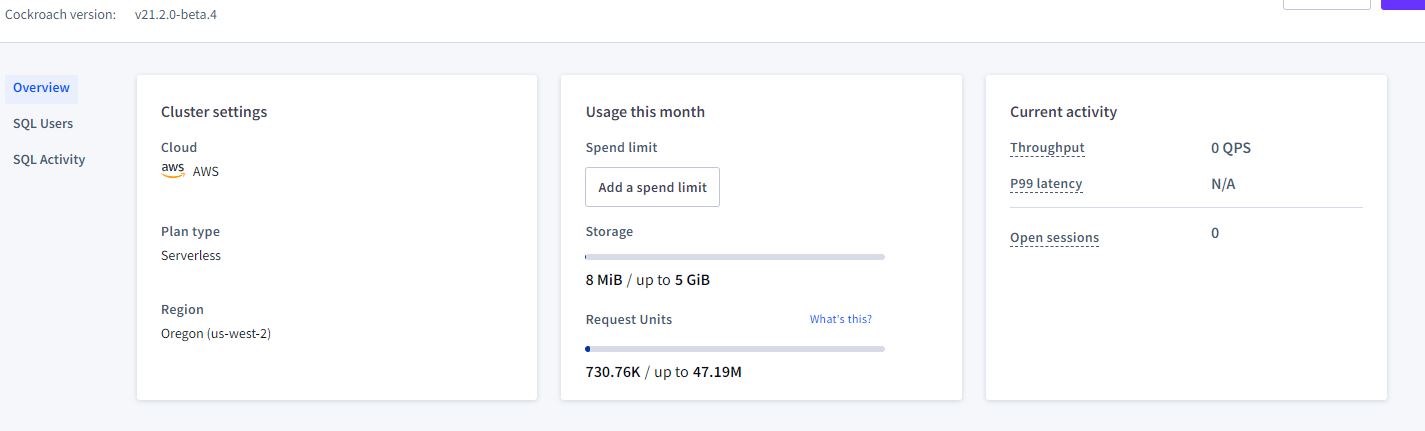 Cockroach version: v21.2.0-beta.4
Overview
SQL Users
SQL Activity
Cluster settings
Cloud
aws AWS
Plan type
Serverless
Region
Oregon (us-west-2)
Usage this month
Spend limit
Add a spend limit
Storage
8 MiB / up to 5 GiB
Request Units What's this?
730.76K / up to 47.19M
Current activity
Throughput 0 QPS
P99 latency N/A
Open sessions 0